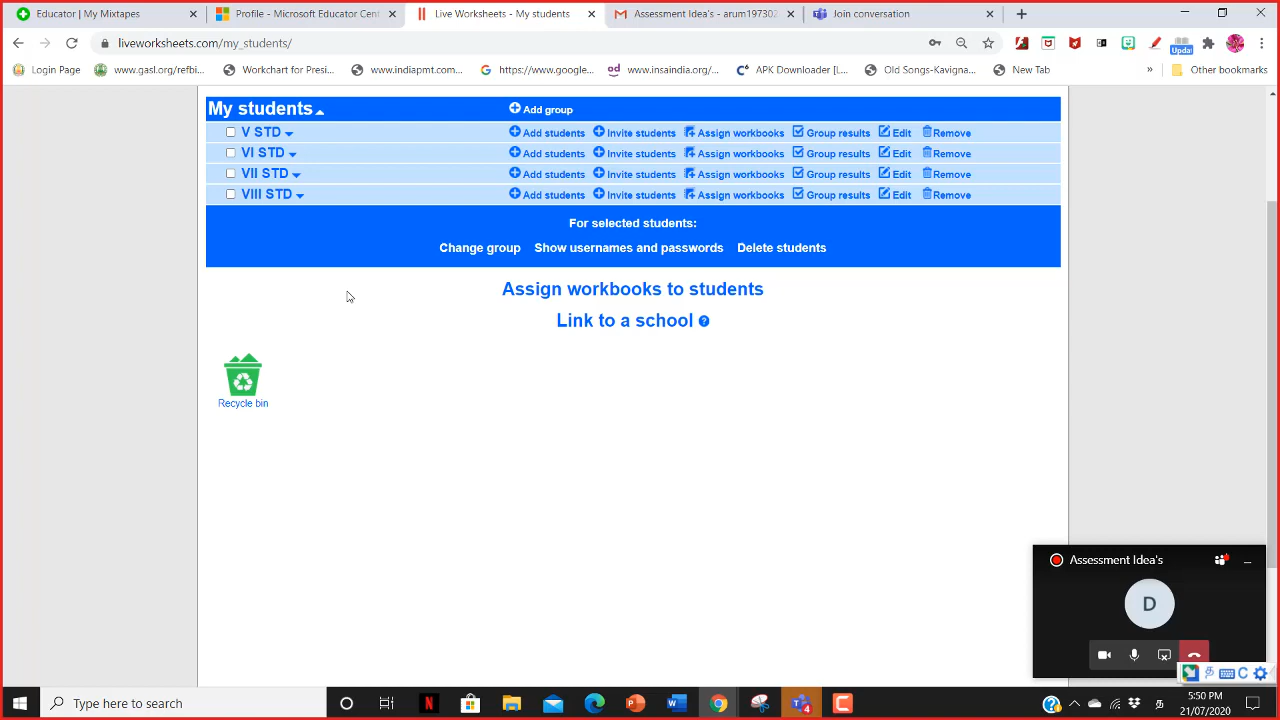 Educator | My Mixtapes
Profile - Microsoft Educator Cent
Live Worksheets - My students
Assessment Idea's - arum197302
Join conversation
liveworksheets.com/my_students/
Updat
Login Page
www.gasl.org/refbi...
Workchart for Presi...
www.indiapmt.com...
https://www.google...
www.insaindia.org/...
APK Downloader [L...
Old Songs-Kavigna...
New Tab
»
Other bookmarks
My students
Add group
V STD
Add students Invite students Assign workbooks Group results Edit Remove
VI STD
Add students Invite students Assign workbooks Group results Edit Remove
VII STD
Add students Invite students Assign workbooks Group results Edit Remove
VIII STD
Add students Invite students Assign workbooks Group results Edit Remove
For selected students:
Change group Show usernames and passwords Delete students
Assign workbooks to students
Link to a school ?
Recycle bin
Assessment Idea's
D
Type here to search
4
5:50 PM
21/07/2020